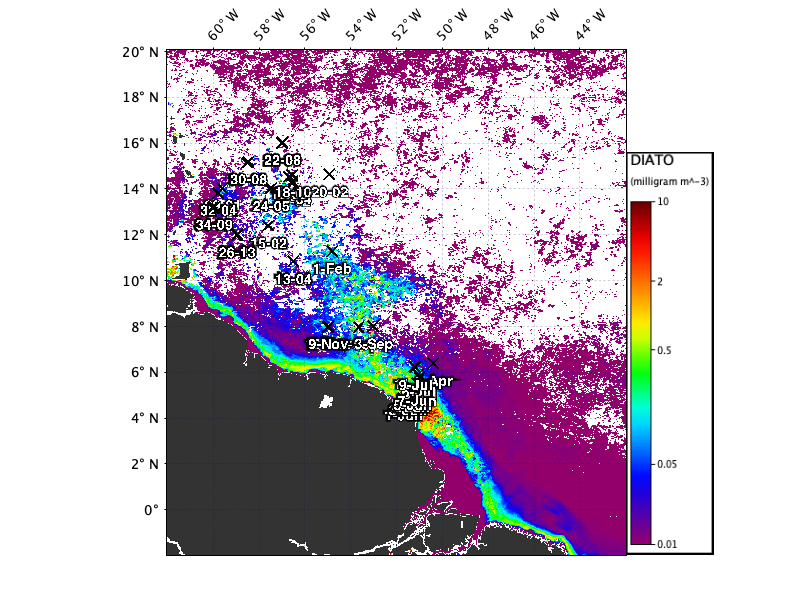 60° W 58° W 56° W 54° W 52° W 50° W 48° W 46° W 44° W
20° N
18° N
16° N
14° N
12° N
10° N
8° N
6° N
4° N
2° N
0°
22-08
30-08
18-10
20-02
24-05
32-04
34-09
15-02
26-13
1-Feb
13-04
9-Nov
3-Sep
9-Jul
Apr
7-Jun
DIATO
(milligram m^-3)
10
2
0.5
0.05
0.01